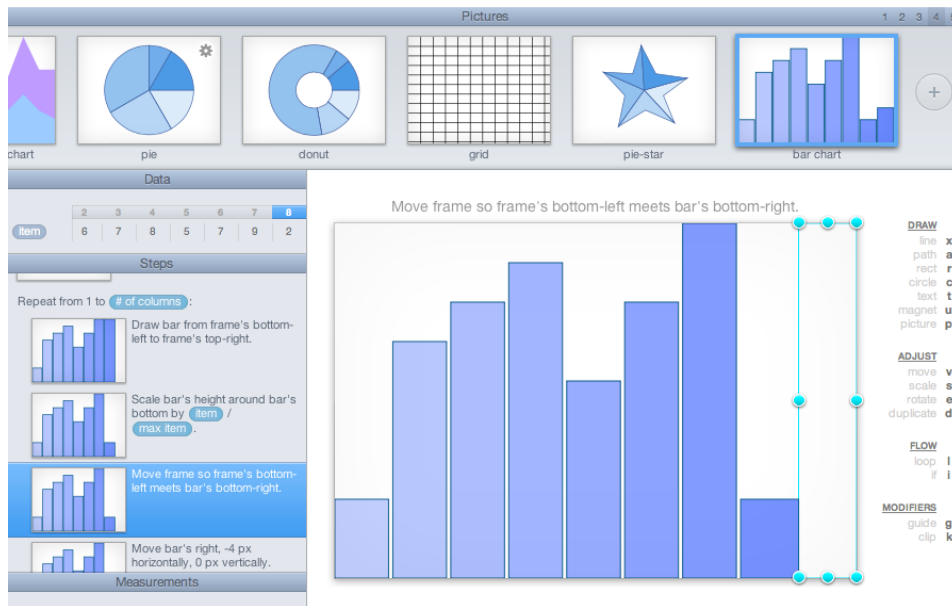 Pictures
1 2 3 4
chart
pie
donut
grid
pie-star
bar chart
Data
2 3 4 5 6 7 8
item 6 7 8 5 7 9 2
Steps
Repeat from 1 to # of columns :
Draw bar from frame's bottom-
left to frame's top-right.
Scale bar's height around bar's
bottom by item /
max item .
Move frame so frame's bottom-
left meets bar's bottom-right.
Move bar's right, -4 px
horizontally, 0 px vertically.
Measurements
Move frame so frame's bottom-left meets bar's bottom-right.
DRAW
line x
path a
rect r
circle c
text t
magnet u
picture p
ADJUST
move v
scale s
rotate e
duplicate d
FLOW
loop l
if i
MODIFIERS
guide g
clip k